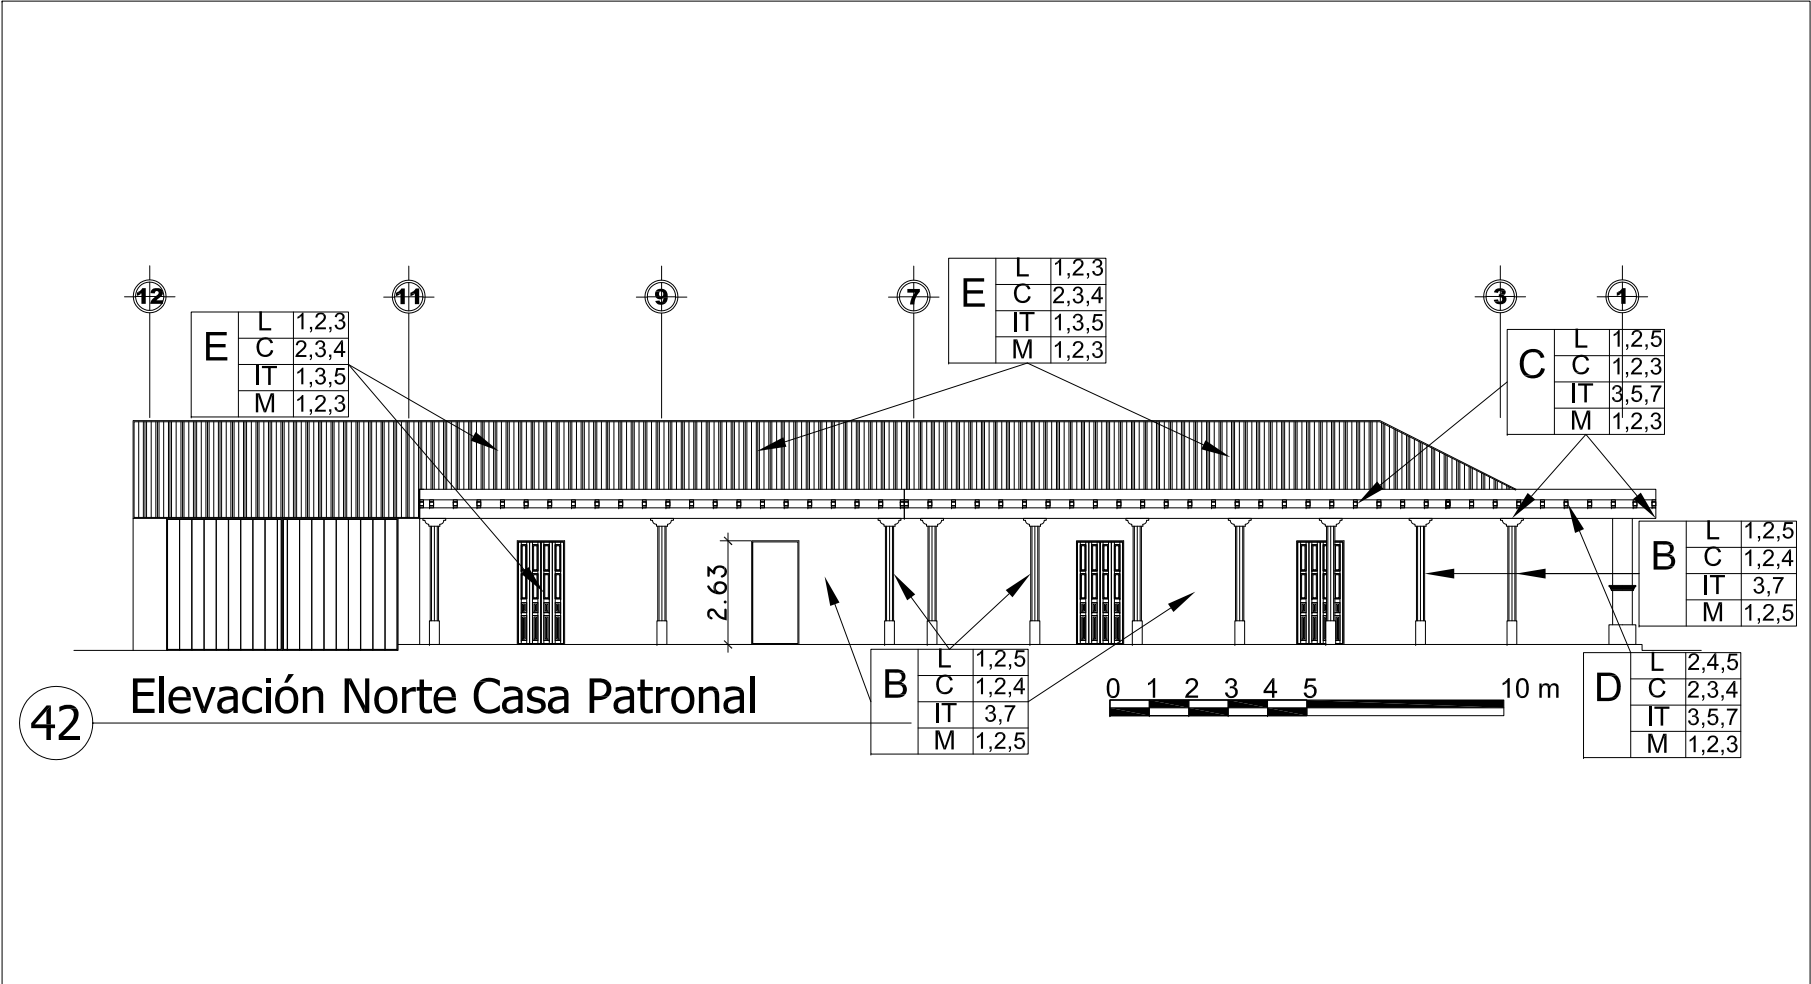 12
11
9
7
3
1
E
L 1,2,3
C 2,3,4
IT 1,3,5
M 1,2,3
E
L 1,2,3
C 2,3,4
IT 1,3,5
M 1,2,3
C
L 1,2,5
C 1,2,3
IT 3,5,7
M 1,2,3
B
L 1,2,5
C 1,2,4
IT 3,7
M 1,2,5
2.63
B
L 1,2,5
C 1,2,4
IT 3,7
M 1,2,5
D
L 2,4,5
C 2,3,4
IT 3,5,7
M 1,2,3
0 1 2 3 4 5 10 m
42 Elevación Norte Casa Patronal